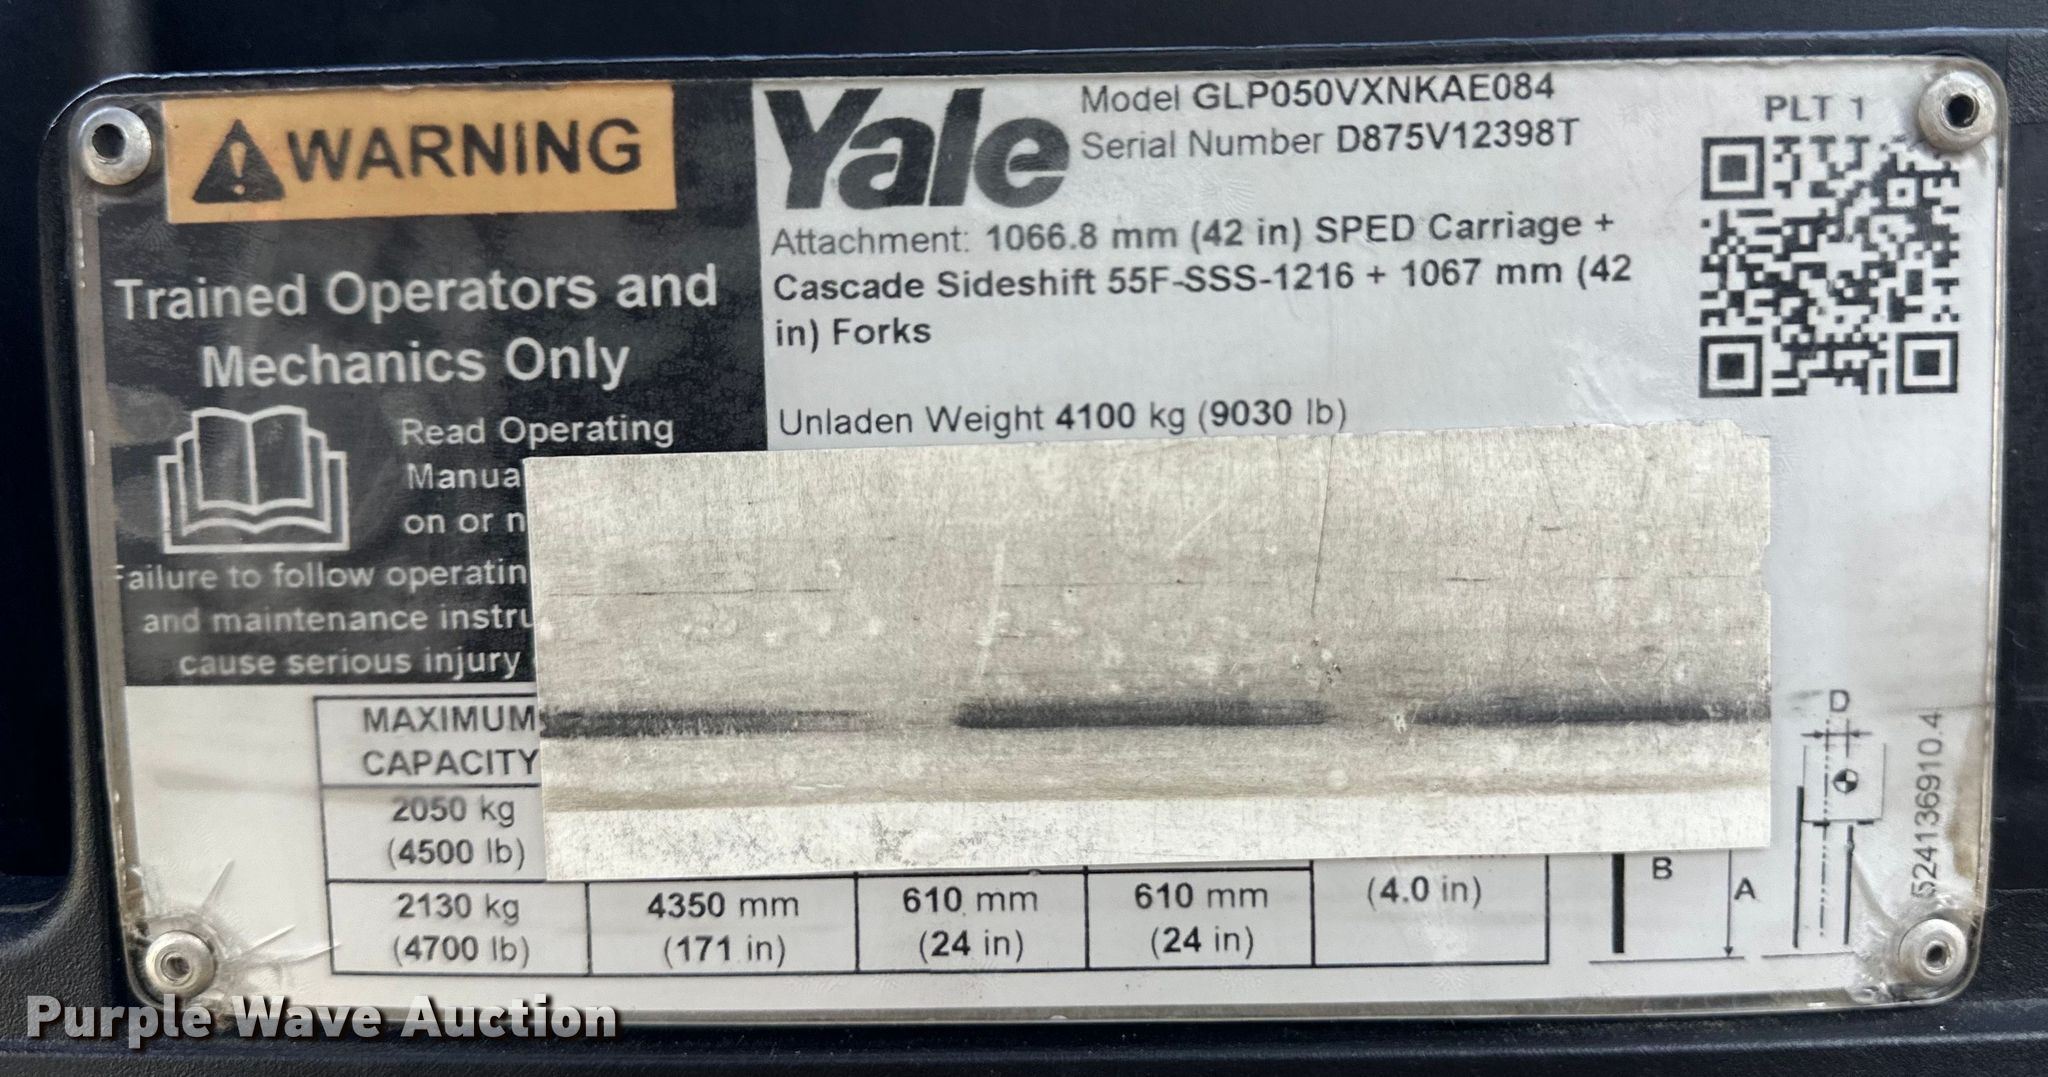 WARNING
Trained Operators and
Mechanics Only
Read Operating
Manua
on or n
Failure to follow operatin
and maintenance instru
cause serious injury
Yale
Model GLP050VXNKAE084
Serial Number D875V12398T
Attachment: 1066.8 mm (42 in) SPED Carriage +
Cascade Sideshift 55F-SSS-1216 + 1067 mm (42
in) Forks
Unladen Weight 4100 kg (9030 lb)
PLT 1
MAXIMUM
CAPACITY
2050 kg
(4500 lb)
2130 kg 4350 mm 610 mm 610 mm
(4700 lb) (171 in) (24 in) (24 in)
(4.0 in)
B
A
D
524136910.4
Purple Wave Auction